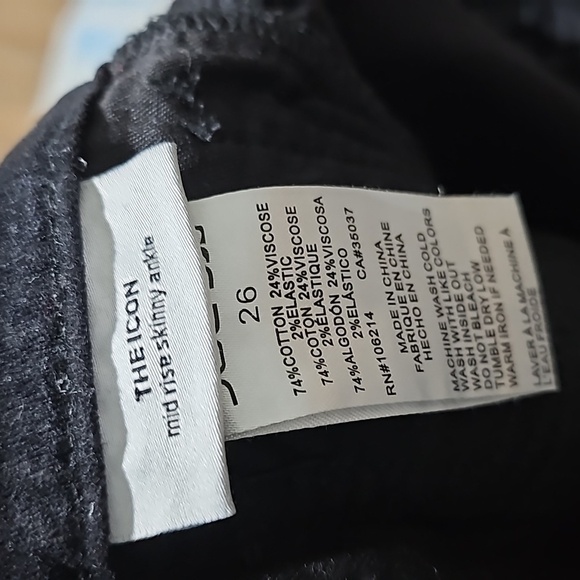 THE ICON
mid rise skinny ankle
26
74%COTTON 24%VISCOSE
2%ELASTIC
74%COTON 24%VISCOSE
2%ÉLASTIQUE
74%ALGODÓN 24%VISCOSA
2%ELÁSTICO
CA#35037
RN#106214
MADE IN CHINA
FABRIQUE EN CHINE
HECHO EN CHINA
MACHINE WASH COLD
WASH WITH LIKE COLORS
WASH INSIDE OUT
DO NOT BLEACH
TUMBLE DRY LOW
WARM IRON IF NEEDED
LAVER À LA MACHINE À
L'EAU FROIDE